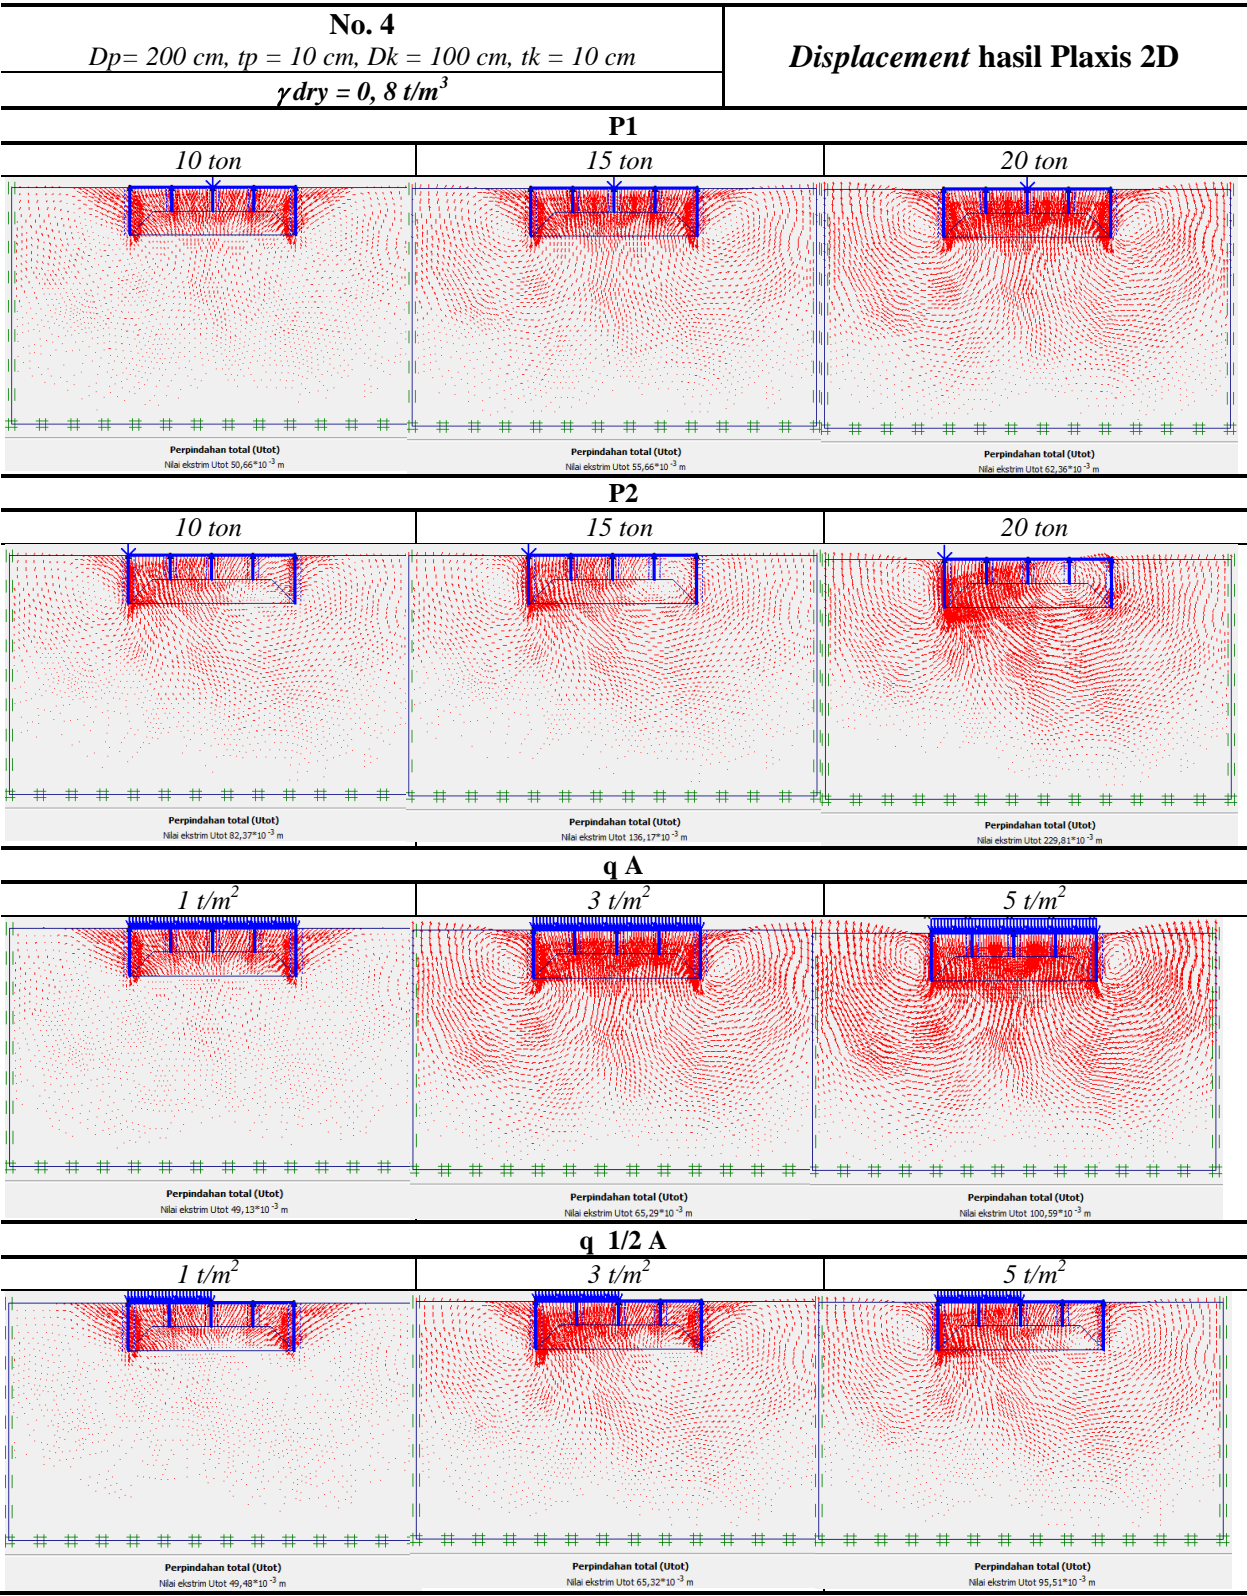 No. 4
Dp= 200 cm, tp = 10 cm, Dk = 100 cm, tk = 10 cm
γ dry = 0, 8 t/m³
Displacement hasil Plaxis 2D
P1
10 ton 15 ton 20 ton
Perpindahan total (Utot) Perpindahan total (Utot) Perpindahan total (Utot)
Nilai ekstrim Utot 50,66*10⁻³ m Nilai ekstrim Utot 55,66*10⁻³ m Nilai ekstrim Utot 62,36*10⁻³ m
P2
10 ton 15 ton 20 ton
Perpindahan total (Utot) Perpindahan total (Utot) Perpindahan total (Utot)
Nilai ekstrim Utot 82,37*10⁻³ m Nilai ekstrim Utot 136,17*10⁻³ m Nilai ekstrim Utot 229,81*10⁻³ m
q A
1 t/m² 3 t/m² 5 t/m²
Perpindahan total (Utot) Perpindahan total (Utot) Perpindahan total (Utot)
Nilai ekstrim Utot 49,13*10⁻³ m Nilai ekstrim Utot 65,29*10⁻³ m Nilai ekstrim Utot 100,59*10⁻³ m
q 1/2 A
1 t/m² 3 t/m² 5 t/m²
Perpindahan total (Utot) Perpindahan total (Utot) Perpindahan total (Utot)
Nilai ekstrim Utot 49,48*10⁻³ m Nilai ekstrim Utot 65,32*10⁻³ m Nilai ekstrim Utot 95,51*10⁻³ m